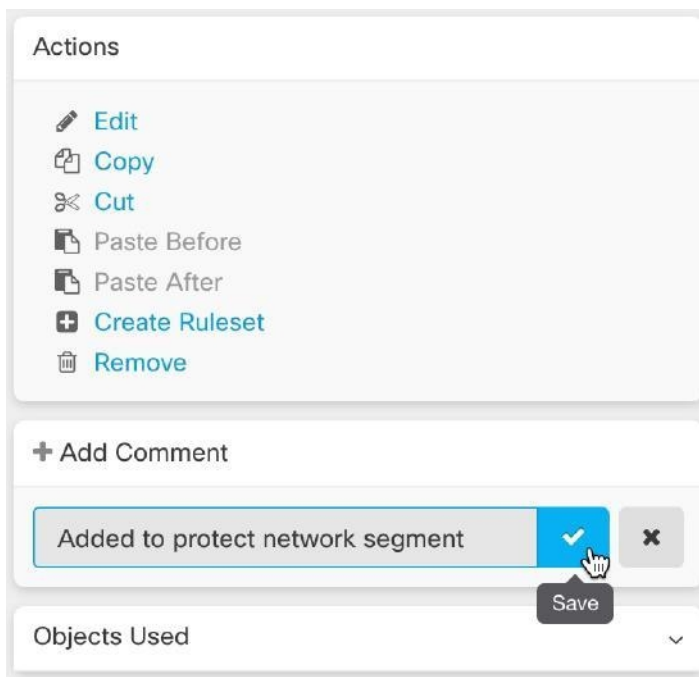 Actions
Edit
Copy
Cut
Paste Before
Paste After
Create Ruleset
Remove
Add Comment
Added to protect network segment
Save
Objects Used